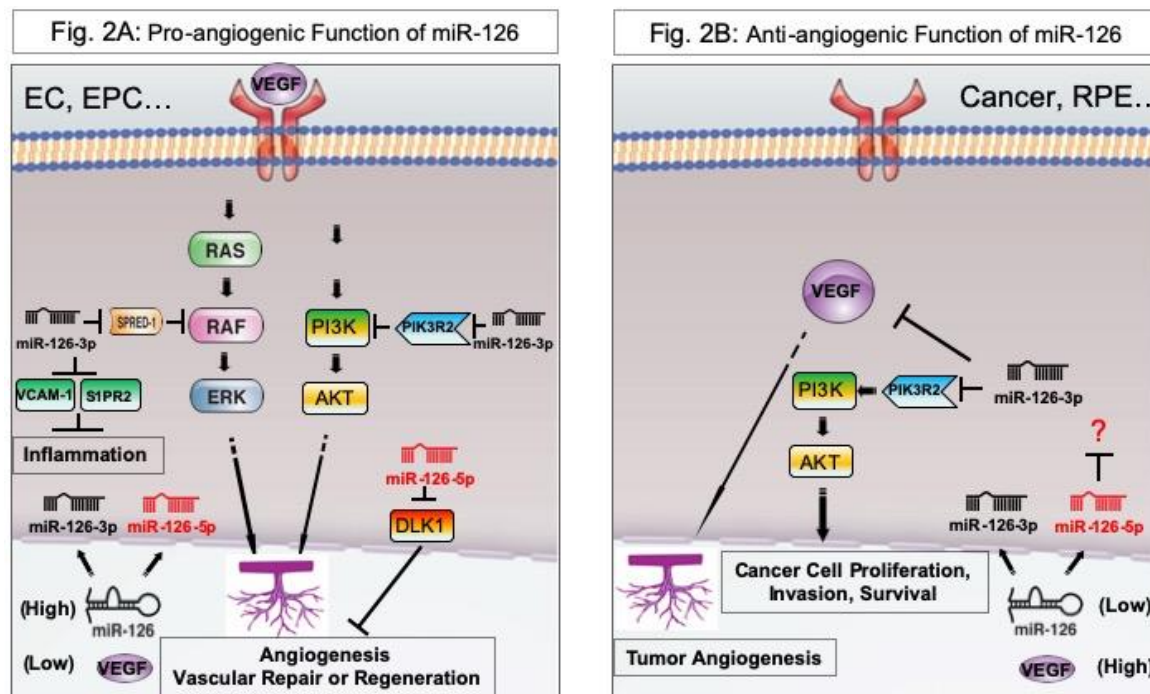 Fig. 2A: Pro-angiogenic Function of miR-126
EC, EPC...
VEGF
RAS
miR-126-3p
SPRED-1
RAF
PI3K
PIK3R2
miR-126-3p
VCAM-1
S1PR2
ERK
AKT
Inflammation
miR-126-5p
miR-126-3p
miR-126-5p
DLK1
(High)
miR-126
(Low)
VEGF
Angiogenesis
Vascular Repair or Regeneration
Fig. 2B: Anti-angiogenic Function of miR-126
Cancer, RPE...
VEGF
PI3K
PIK3R2
miR-126-3p
?
AKT
miR-126-3p
miR-126-5p
Cancer Cell Proliferation,
Invasion, Survival
(Low)
miR-126
Tumor Angiogenesis
VEGF
(High)